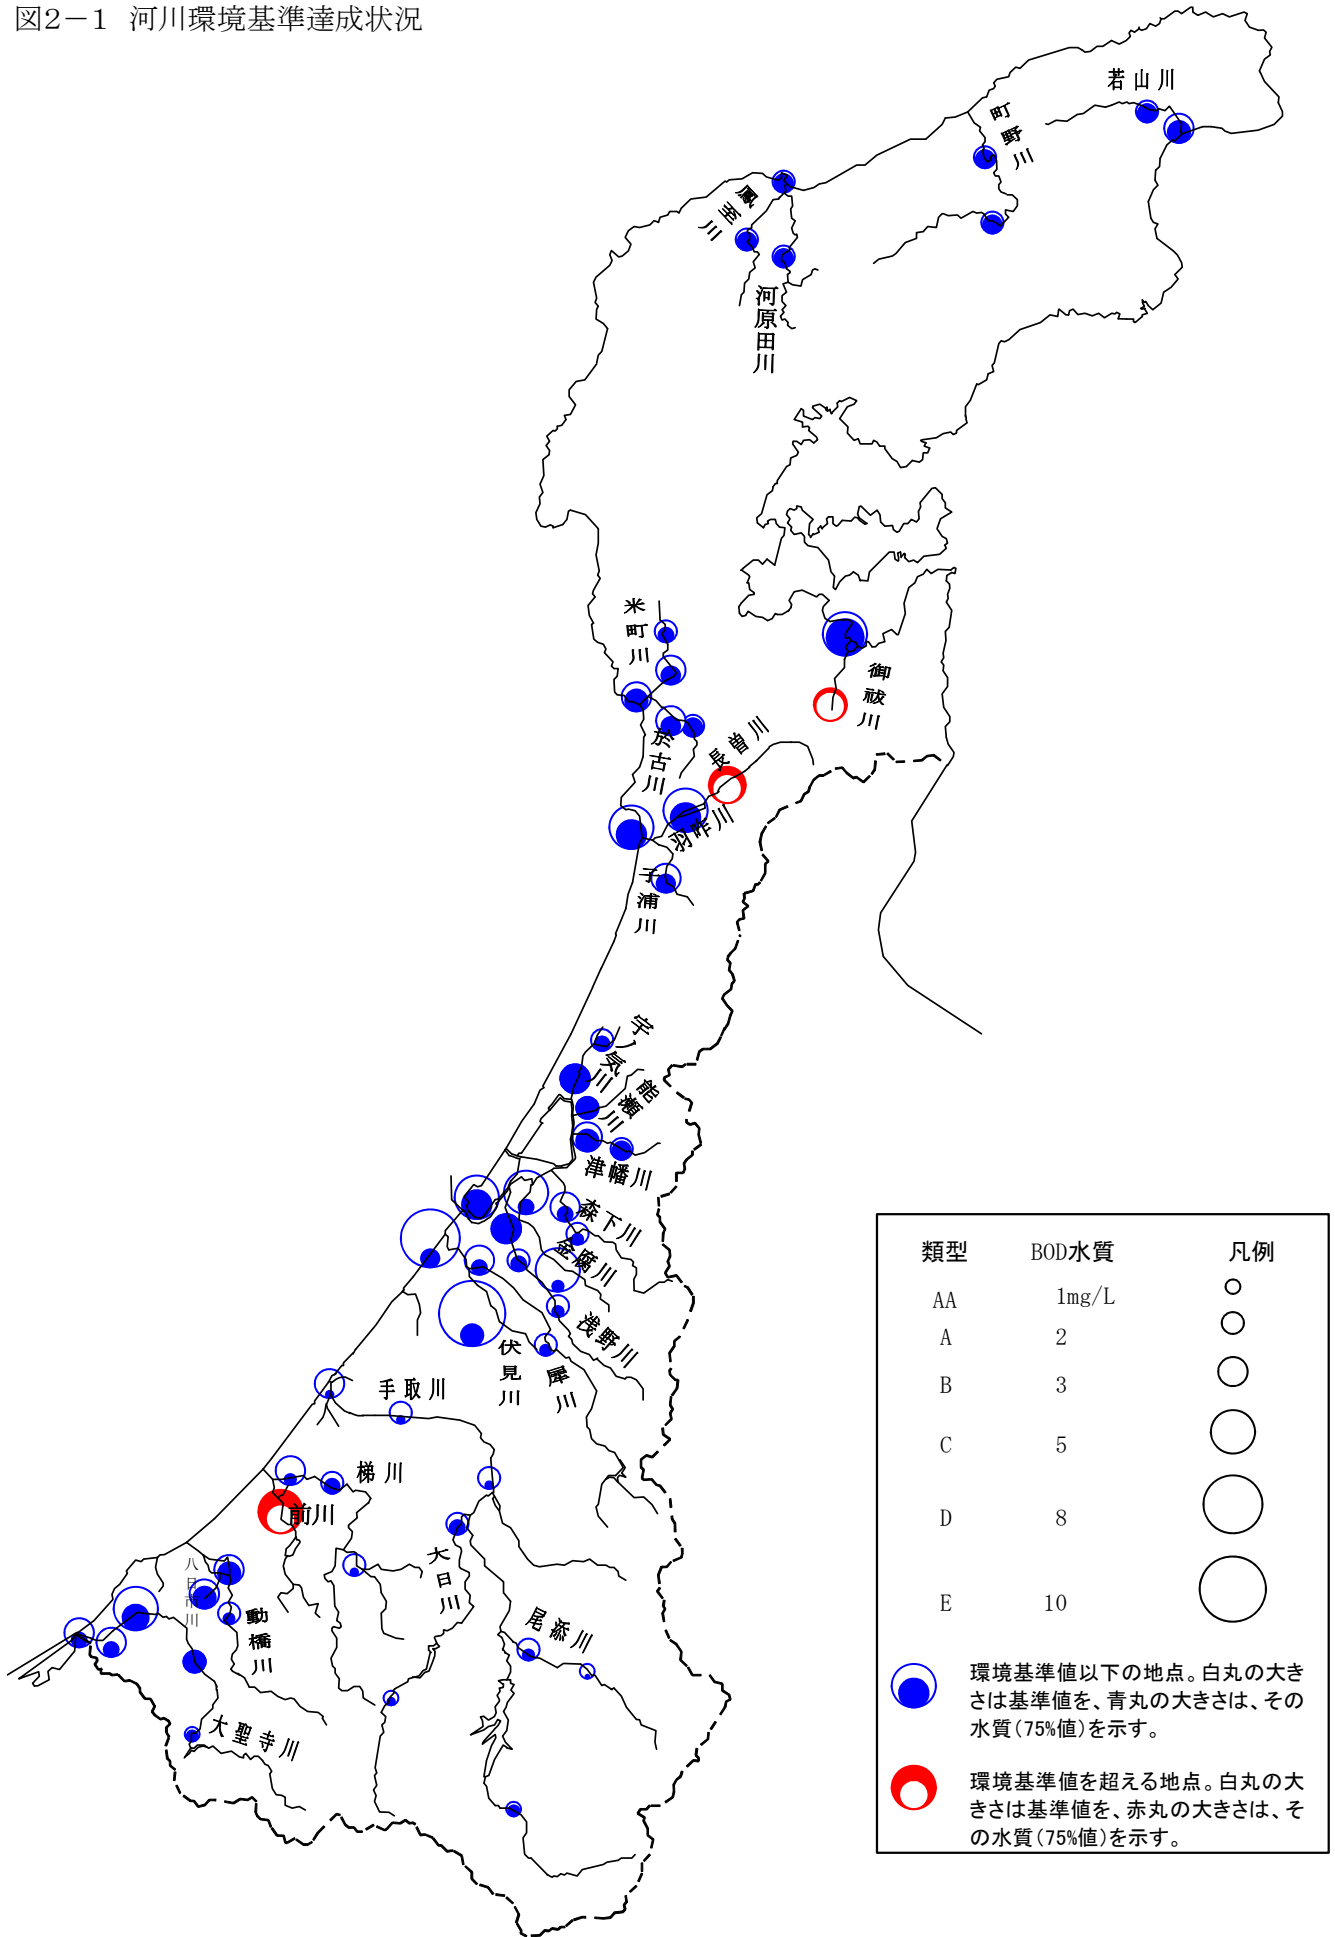 図2－1 河川環境基準達成状況
若山川
町野川
鳳至川
河原田川
米町川
御祓川
於古川
長曽川
羽咋川
子浦川
宇ノ気川
能瀬川
津幡川
森下川
金腐川
浅野川
犀川
伏見川
手取川
梯川
前川
大日川
八日市川
動橋川
尾添川
大聖寺川
類型 BOD水質 凡例
AA 1mg/L
A 2
B 3
C 5
D 8
E 10
環境基準値以下の地点。白丸の大き
さは基準値を、青丸の大きさは、その
水質(75%値)を示す。
環境基準値を超える地点。白丸の大
きさは基準値を、赤丸の大きさは、そ
の水質(75%値)を示す。